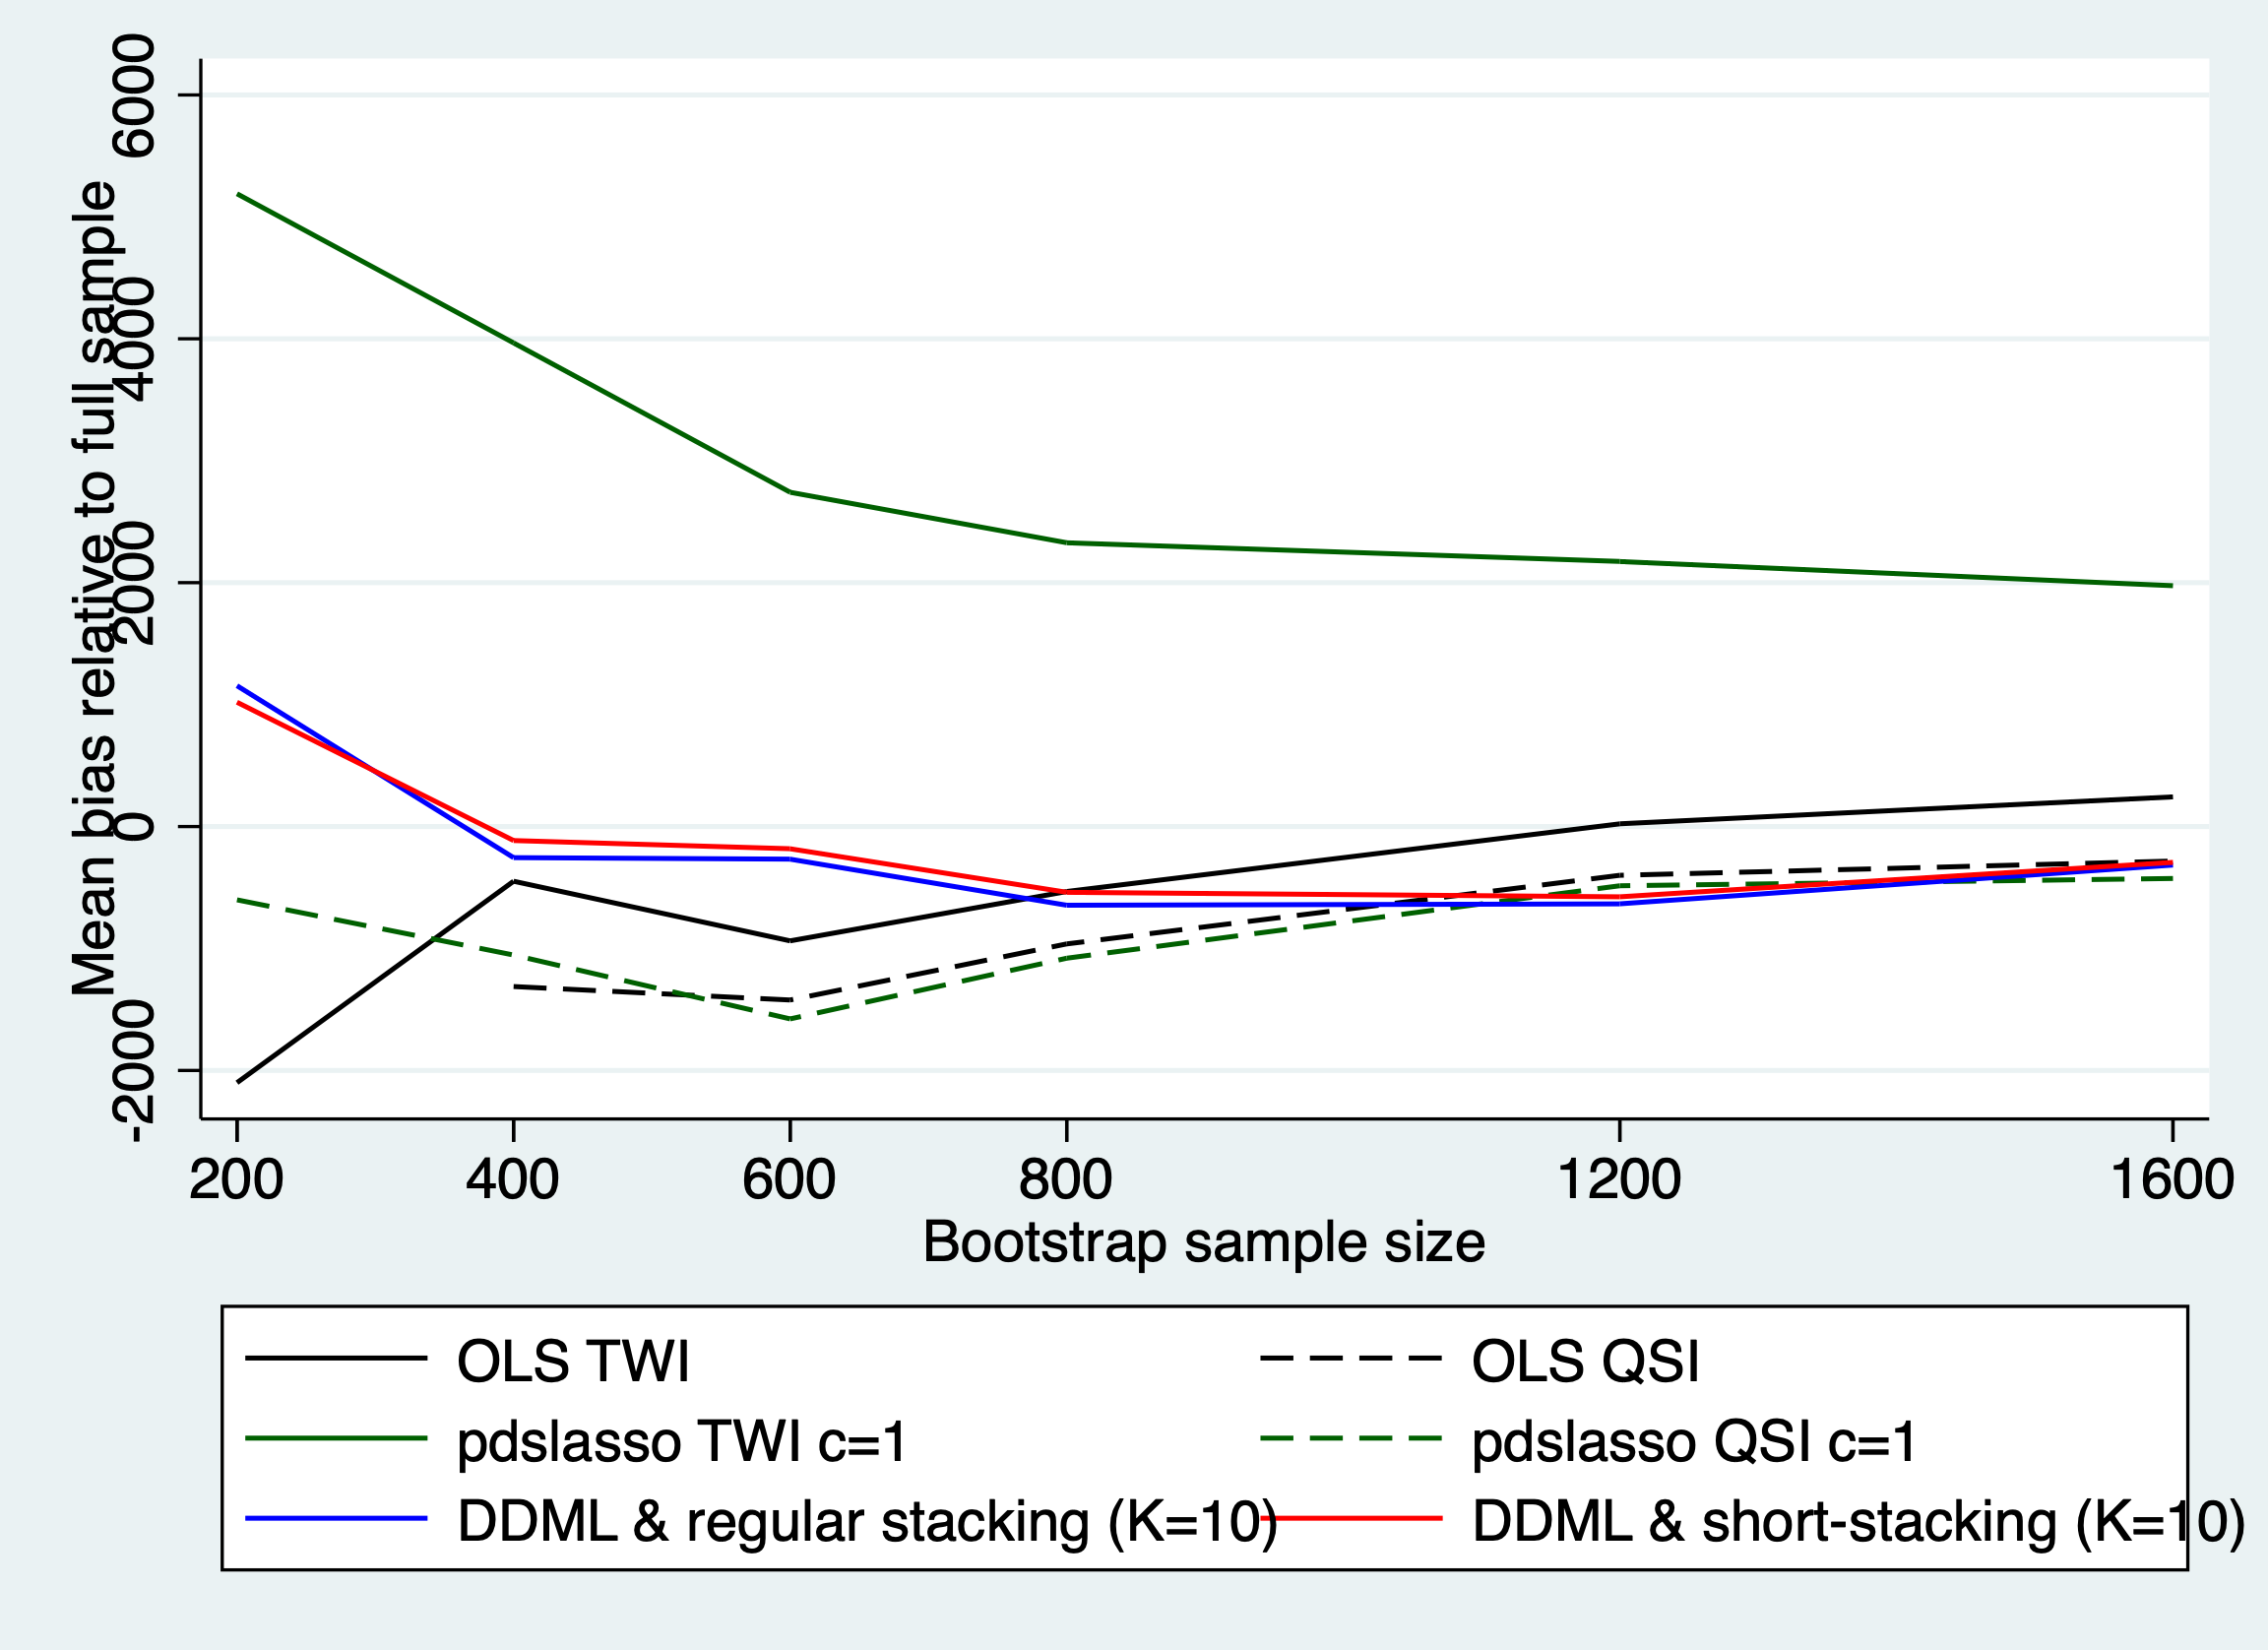 Mean bias relative to full sample
6000
4000
2000
0
-2000
200 400 600 800 1200 1600
Bootstrap sample size
OLS TWI OLS QSI
pdslasso TWI c=1 pdslasso QSI c=1
DDML & regular stacking (K=10) DDML & short-stacking (K=10)